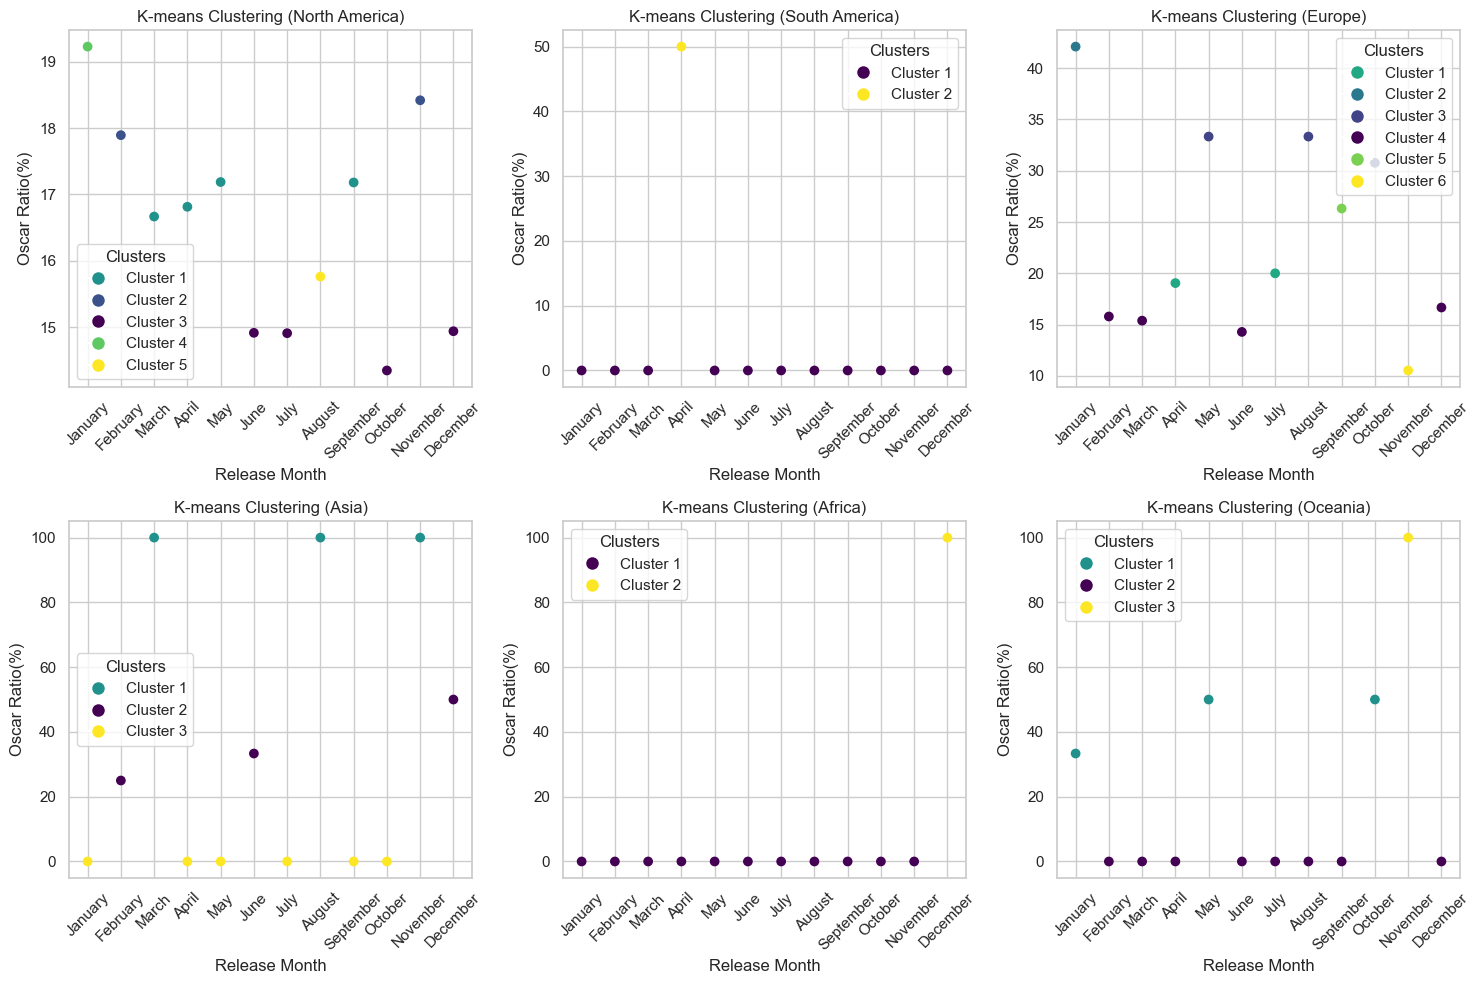 K-means Clustering (North America)
Oscar Ratio(%)
19
18
17
16
15
Clusters
Cluster 1
Cluster 2
Cluster 3
Cluster 4
Cluster 5
January
February
March
April
May
June
July
August
September
October
November
December
Release Month
K-means Clustering (South America)
Oscar Ratio(%)
50
40
30
20
10
0
Clusters
Cluster 1
Cluster 2
January
February
March
April
May
June
July
August
September
October
November
December
Release Month
K-means Clustering (Europe)
Oscar Ratio(%)
40
35
30
25
20
15
10
Clusters
Cluster 1
Cluster 2
Cluster 3
Cluster 4
Cluster 5
Cluster 6
January
February
March
April
May
June
July
August
September
October
November
December
Release Month
K-means Clustering (Asia)
Oscar Ratio(%)
100
80
60
40
20
0
Clusters
Cluster 1
Cluster 2
Cluster 3
January
February
March
April
May
June
July
August
September
October
November
December
Release Month
K-means Clustering (Africa)
Oscar Ratio(%)
100
80
60
40
20
0
Clusters
Cluster 1
Cluster 2
January
February
March
April
May
June
July
August
September
October
November
December
Release Month
K-means Clustering (Oceania)
Oscar Ratio(%)
100
80
60
40
20
0
Clusters
Cluster 1
Cluster 2
Cluster 3
January
February
March
April
May
June
July
August
September
October
November
December
Release Month